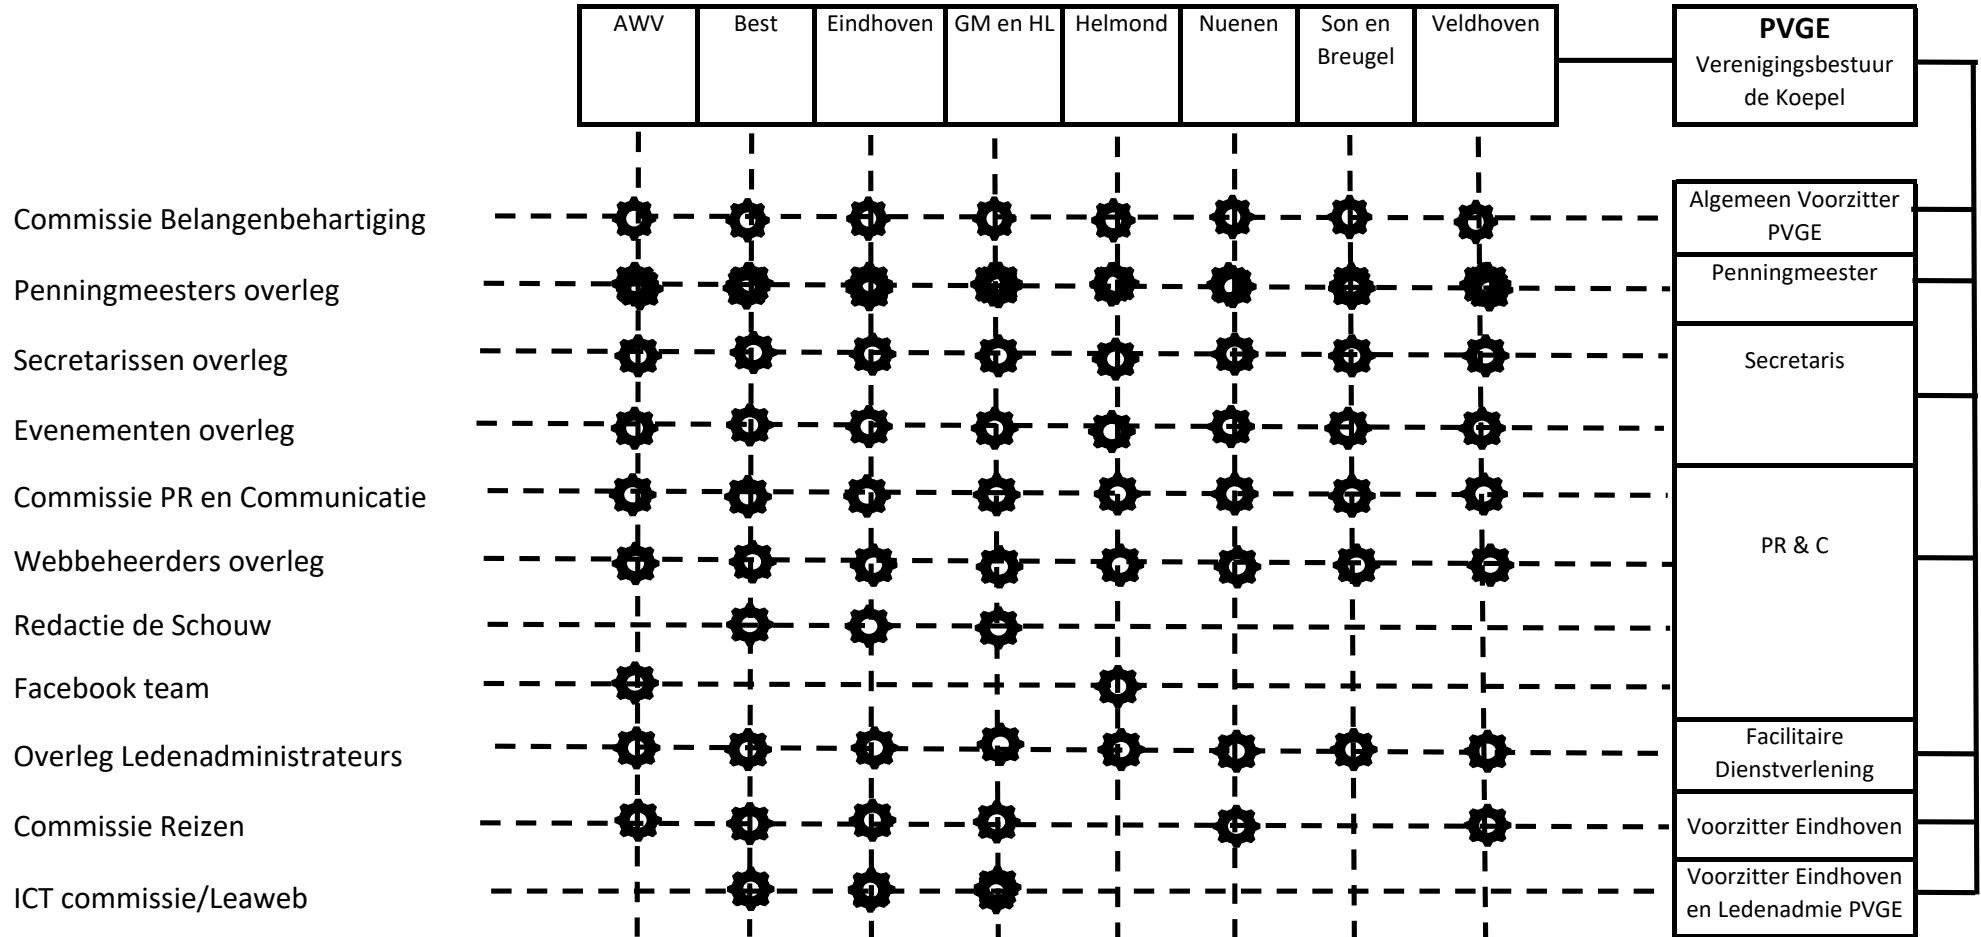 AWV
Best
Eindhoven
GM en HL
Helmond
Nuenen
Son en
Breugel
Veldhoven
PVGE
Verenigingsbestuur
de Koepel
Commissie Belangenbehartiging
Algemeen Voorzitter
PVGE
Penningmeesters overleg
Penningmeester
Secretarissen overleg
Secretaris
Evenementen overleg
Commissie PR en Communicatie
Webbeheerders overleg
PR & C
Redactie de Schouw
Facebook team
Overleg Ledenadministrateurs
Facilitaire
Dienstverlening
Commissie Reizen
Voorzitter Eindhoven
ICT commissie/Leaweb
Voorzitter Eindhoven
en Ledenadmie PVGE